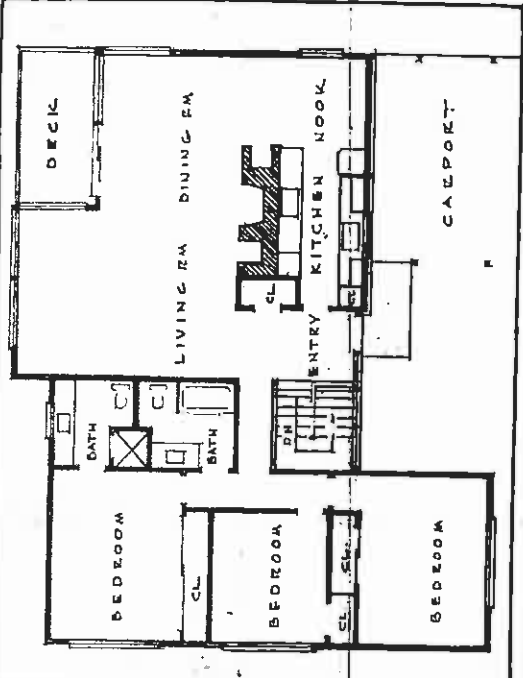 DECK
DINING RM
LIVING RM
NOOK
KITCHEN
CARPORT
CL
CL
ENTRY
DN
BATH
BATH
BEDROOM
CL
BEDROOM
CL
CL
BEDROOM